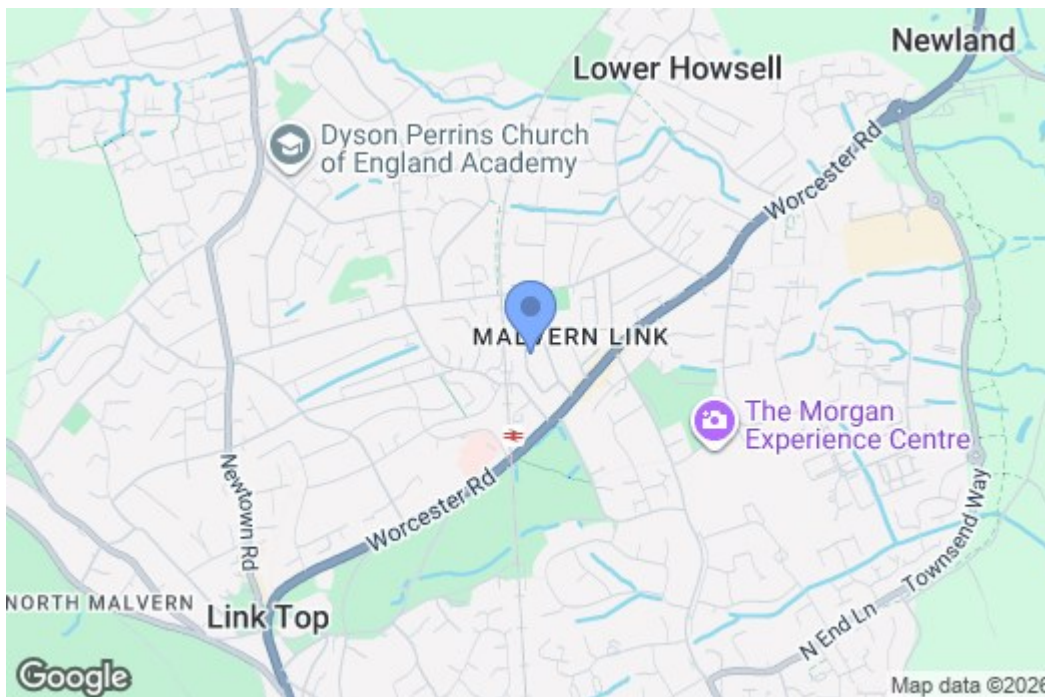 Newland
Lower Howsell
Dyson Perrins Church
of England Academy
Worcester Rd
MALVERN LINK
The Morgan
Experience Centre
Newtown Rd
Worcester Rd
Townsend Way
NORTH MALVERN
Link Top
N End Ln
Google
Map data ©2026